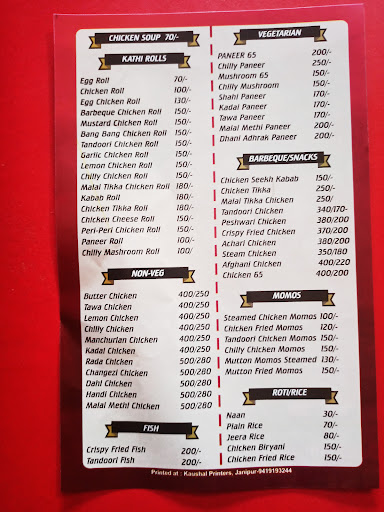 CHICKEN SOUP 70/-
KATHI ROLLS
Egg Roll 70/-
Chicken Roll 100/-
Egg Chicken Roll 130/-
Barbeque Chicken Roll 150/-
Mustard Chicken Roll 150/-
Bang Bang Chicken Roll 150/-
Tandoori Chicken Roll 150/-
Garlic Chicken Roll 150/-
Lemon Chicken Roll 150/-
Chilly Chicken Roll 150/-
Malai Tikka Chicken Roll 180/-
Kabab Roll 180/-
Chicken Tikka Roll 180/-
Chicken Cheese Roll 150/-
Peri-Peri Chicken Roll 150/-
Paneer Roll 100/-
Chilly Mashroom Roll 100/
NON-VEG
Butter Chicken 400/250
Tawa Chicken 400/250
Lemon Chicken 400/250
Chilly Chicken 400/250
Manchurian Chicken 400/250
Kadai Chicken 400/250
Rada Chicken 500/280
Changezi Chicken 500/280
Dahi Chicken 500/280
Handi Chicken 500/280
Malai Methi Chicken 500/280
FISH
Crispy Fried Fish 200/-
Tandoori Fish 200/-
VEGETARIAN
PANEER 65 200/-
Chilly Paneer 250/-
Mushroom 65 150/-
Chilly Mushroom 150/-
Shahi Paneer 170/-
Kadai Paneer 170/-
Tawa Paneer 170/-
Malai Methi Paneer 200/-
Dhani Adhrak Paneer 200/-
BARBEQUE/SNACKS
Chicken Seekh Kabab 150/-
Chicken Tikka 250/-
Malai Tikka Chicken 250/
Tandoori Chicken 340/170-
Peshwari Chicken 380/200
Crispy Fried Chicken 370/200
Achari Chicken 380/200
Steam Chicken 350/180
Afghani Chicken 400/220
Chicken 65 400/200
MOMOS
Steamed Chicken Momos 100/-
Chicken Fried Momos 120/-
Tandoori Chicken Momos 150/-
Chilly Chicken Momos 150/-
Mutton Momos Steamed 130/-
Mutton Fried Momos 150/-
ROTI/RICE
Naan 30/-
Plain Rice 70/-
Jeera Rice 80/-
Chicken Biryani 150/-
Chicken Fried Rice 150/-
Printed at : Kaushal Printers, Janipur-9419193244